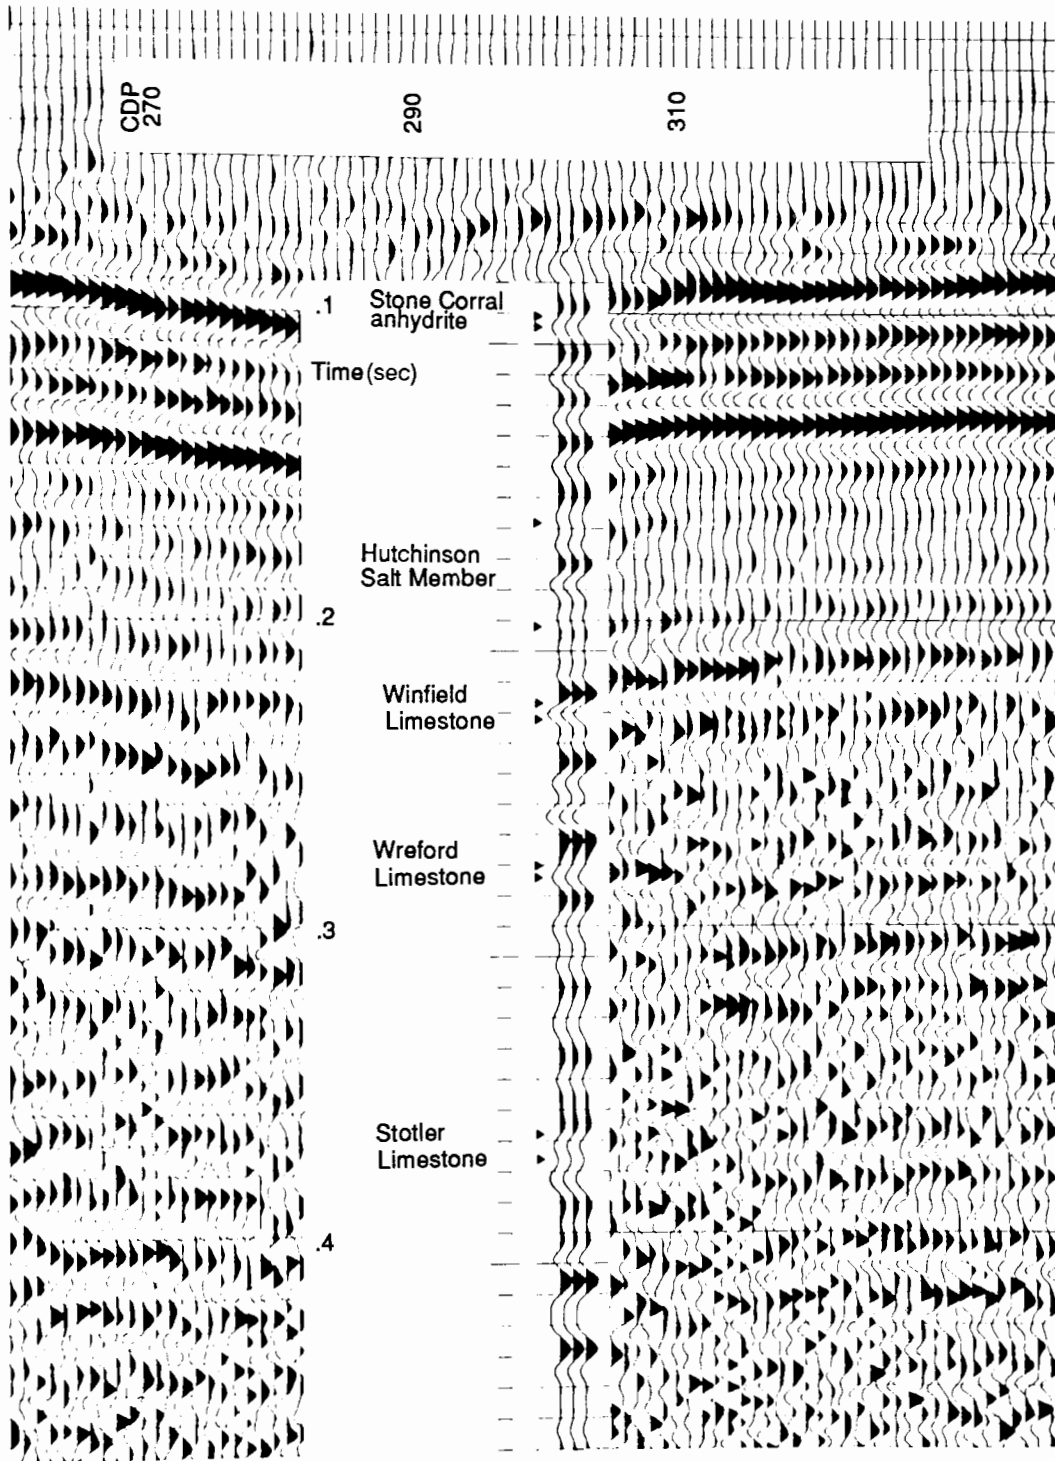 CDP
270
290
310
.1
Stone Corral
anhydrite
Time (sec)
Hutchinson
Salt Member
.2
Winfield
Limestone
Wreford
Limestone
.3
Stotler
Limestone
.4